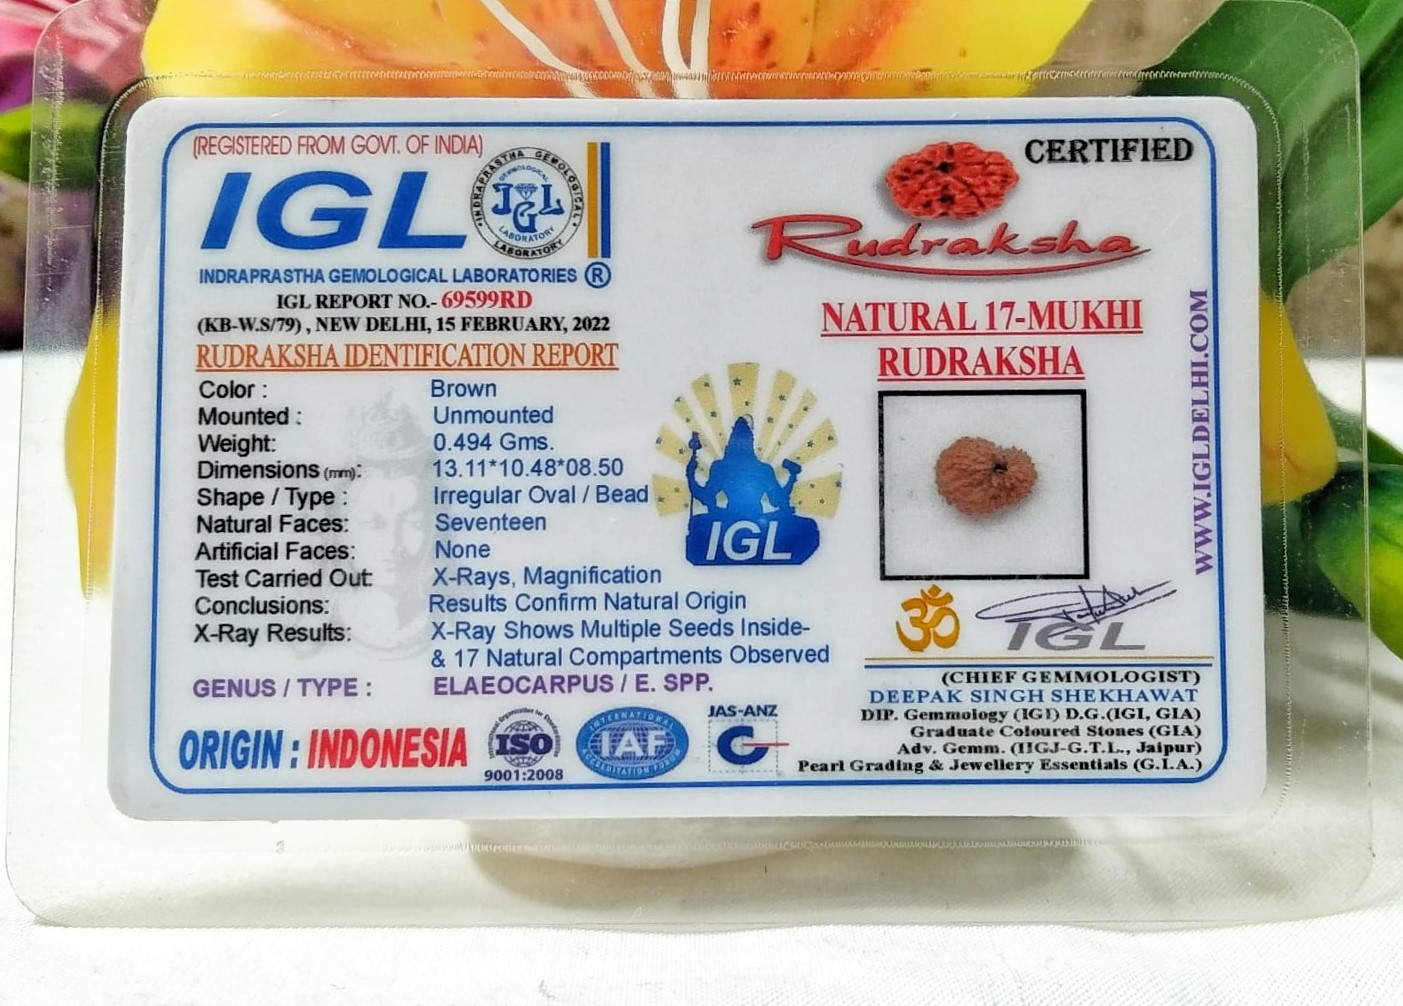 (REGISTERED FROM GOVT. OF INDIA)
IGL
INDRAPRASTHA GEMOLOGICAL LABORATORY
INDRAPRASTHA GEMOLOGICAL LABORATORIES ®
IGL REPORT NO.- 69599RD
(KB-W.S/79) , NEW DELHI, 15 FEBRUARY, 2022
RUDRAKSHA IDENTIFICATION REPORT
Color : Brown
Mounted : Unmounted
Weight: 0.494 Gms.
Dimensions (mm): 13.11*10.48*08.50
Shape / Type : Irregular Oval / Bead
Natural Faces: Seventeen
Artificial Faces: None
Test Carried Out: X-Rays, Magnification
Conclusions: Results Confirm Natural Origin
X-Ray Results: X-Ray Shows Multiple Seeds Inside-
& 17 Natural Compartments Observed
GENUS / TYPE : ELAEOCARPUS / E. SPP.
ORIGIN : INDONESIA
ISO
9001:2008
INTERNATIONAL
IAF
ACCREDITATION FORUM
JAS-ANZ
CERTIFIED
Rudraksha
NATURAL 17-MUKHI
RUDRAKSHA
IGL
WWW.IGLDELHI.COM
ॐ
IGL
(CHIEF GEMMOLOGIST)
DEEPAK SINGH SHEKHAWAT
DIP. Gemmology (IGI) D.G.(IGI, GIA)
Graduate Coloured Stones (GIA)
Adv. Gemm. (IIGJ-G.T.L., Jaipur)
Pearl Grading & Jewellery Essentials (G.I.A.)